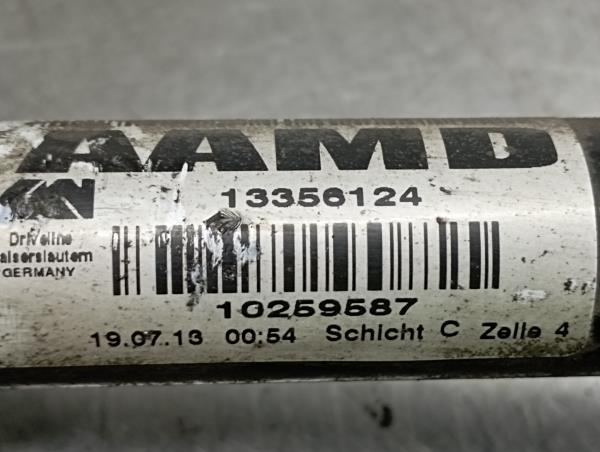 AAMD
13356124
Driveline
aiserslautern
GERMANY
10259587
19.07.13 00:54 Schicht C Zelle 4